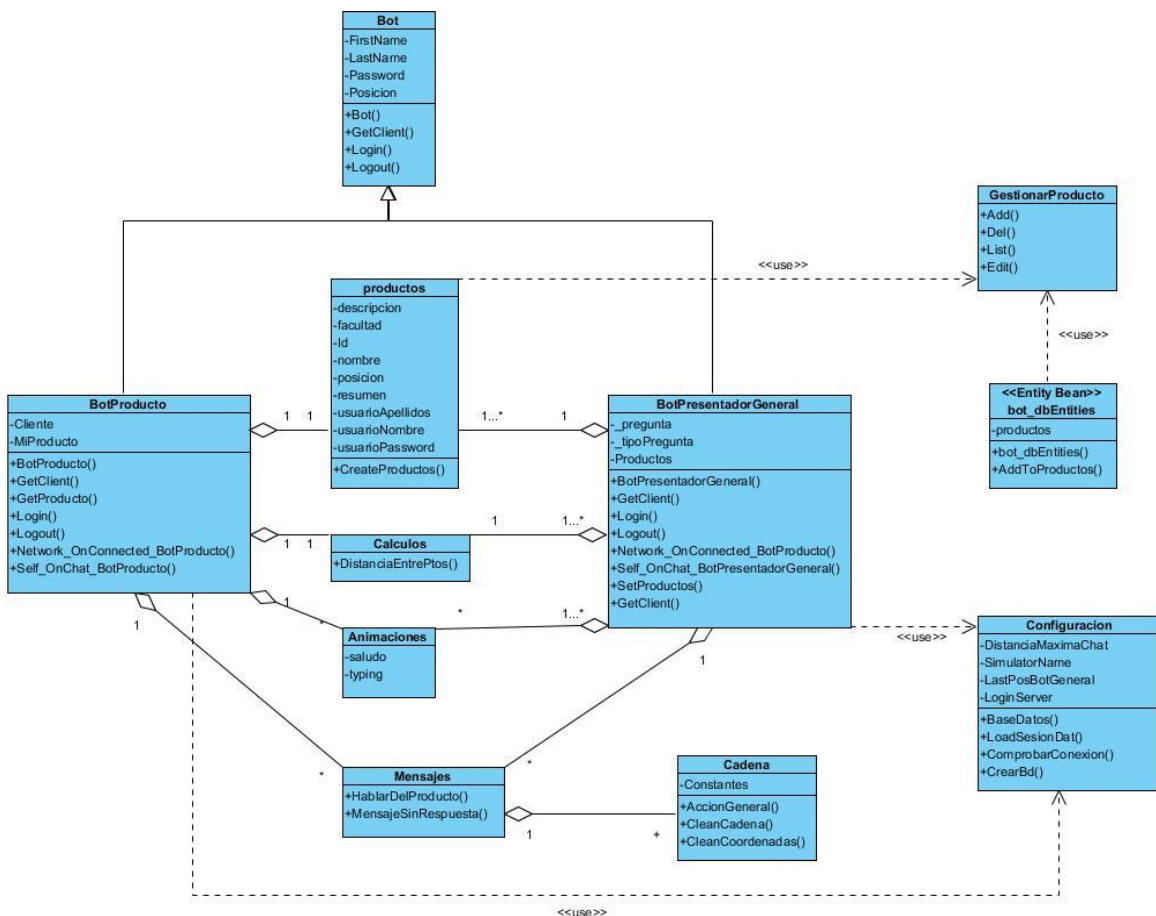 Bot
-FirstName
-LastName
-Password
-Posicion
+Bot()
+GetClient()
+Login()
+Logout()
GestionarProducto
+Add()
+Del()
+List()
+Edit()
<<use>>
productos
-descripcion
-facultad
-Id
-nombre
-posicion
-resumen
-usuarioApellidos
-usuarioNombre
-usuarioPassword
+CreateProductos()
<<use>>
<<Entity Bean>>
bot_dbEntities
-productos
+bot_dbEntities()
+AddToProductos()
BotProducto
-Cliente
-MiProducto
+BotProducto()
+GetClient()
+GetProducto()
+Login()
+Logout()
+Network_OnConnected_BotProducto()
+Self_OnChat_BotProducto()
1 1
1...* 1
BotPresentadorGeneral
-_pregunta
-_tipoPregunta
-Productos
+BotPresentadorGeneral()
+GetClient()
+Login()
+Logout()
+Network_OnConnected_BotProducto()
+Self_OnChat_BotPresentadorGeneral()
+SetProductos()
+GetClient()
1 1
1 1...*
Calculos
+DistanciaEntrePtos()
1 *
* 1...*
Animaciones
-saludo
-typing
<<use>>
Configuracion
-DistanciaMaximaChat
-SimulatorName
-LastPosBotGeneral
-LoginServer
+BaseDatos()
+LoadSesionDat()
+ComprobarConexion()
+CrearBd()
1
1
* *
Mensajes
+HablarDelProducto()
+MensajeSinRespuesta()
1 +
Cadena
-Constantes
+AccionGeneral()
+CleanCadena()
+CleanCoordenadas()
<<use>>